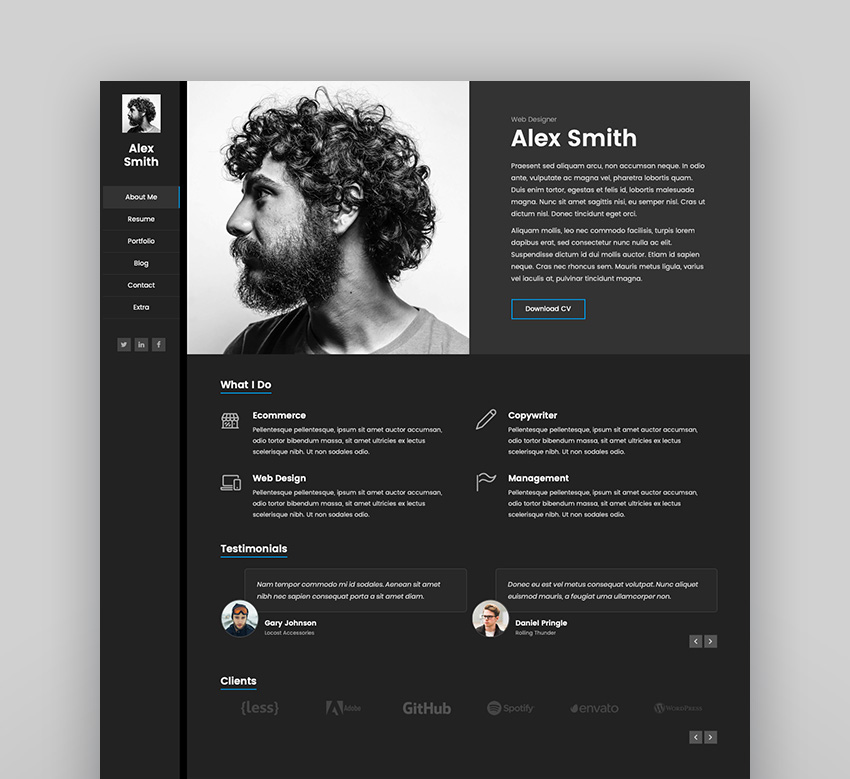 Alex
Smith
About Me
Resume
Portfolio
Blog
Contact
Extra
Web Designer
Alex Smith
Praesent sed aliquam arcu, non accumsan neque. In odio
ante, vulputate ac magna vel, pharetra lobortis quam.
Duis enim tortor, egestas et felis id, lobortis malesuada
magna. Nunc sit amet sagittis nisi, eu semper nisl. Cras ut
dictum nisl. Donec tincidunt eget orci.
Aliquam mollis, leo nec commodo facilisis, turpis lorem
dapibus erat, sed consectetur nunc nulla ac elit.
Suspendisse dictum id dui mollis auctor. Etiam id sapien
neque. Cras nec rhoncus sem. Mauris metus ligula, varius
vel iaculis at, pulvinar tincidunt magna.
Download CV
What I Do
Ecommerce
Pellentesque pellentesque, ipsum sit amet auctor accumsan,
odio tortor bibendum massa, sit amet ultricies ex lectus
scelerisque nibh. Ut non sodales odio.
Copywriter
Pellentesque pellentesque, ipsum sit amet auctor accumsan,
odio tortor bibendum massa, sit amet ultricies ex lectus
scelerisque nibh. Ut non sodales odio.
Web Design
Pellentesque pellentesque, ipsum sit amet auctor accumsan,
odio tortor bibendum massa, sit amet ultricies ex lectus
scelerisque nibh. Ut non sodales odio.
Management
Pellentesque pellentesque, ipsum sit amet auctor accumsan,
odio tortor bibendum massa, sit amet ultricies ex lectus
scelerisque nibh. Ut non sodales odio.
Testimonials
Nam tempor commodo mi id sodales. Aenean sit amet
nibh nec sapien consequat porta a sit amet diam.
Gary Johnson
Locost Accessories
Donec eu est vel metus consequat volutpat. Nunc aliquet
euismod mauris, a feugiat urna ullamcorper non.
Daniel Pringle
Rolling Thunder
Clients
{less} Adobe GitHub Spotify envato WORDPRESS